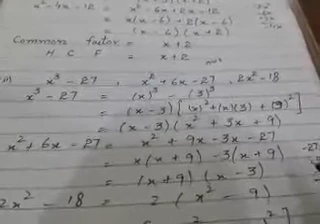 x² - 4x - 12 = x² - 6x + 2x - 12
= x(x - 6) + 2(x - 6)
= (x - 6)(x + 2)
Common factor = x + 2
H C F = x + 2
x³ - 27, x² + 6x - 27, 2x² - 18
x³ - 27 = (x)³ - (3)³
= (x - 3)[(x)² + (x)(3) + (3)²]
= (x - 3)(x² + 3x + 9)
x² + 6x - 27 = x² + 9x - 3x - 27
= x(x + 9) - 3(x + 9)
= (x + 9)(x - 3)
2x² - 18 = 2(x² - 9)